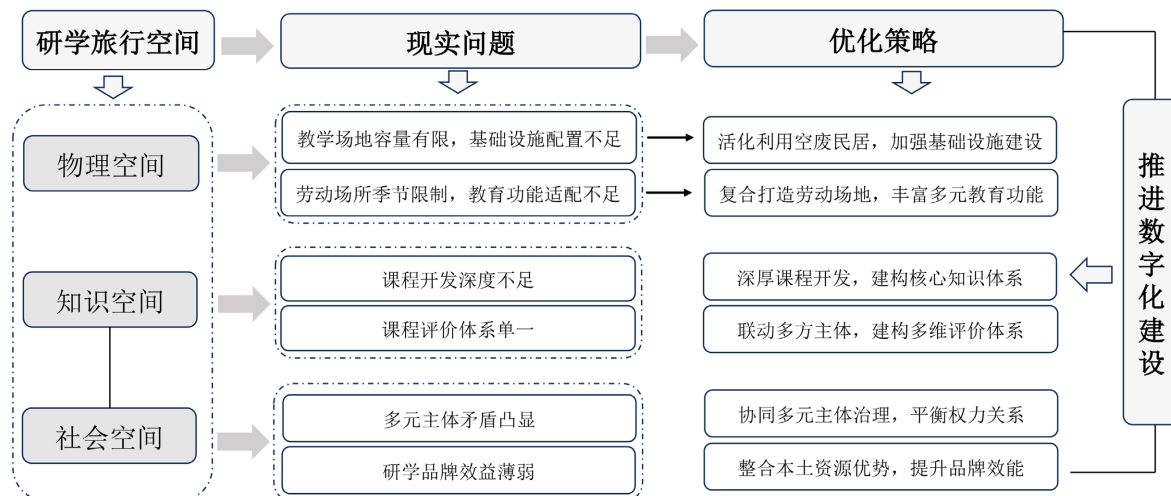 研学旅行空间
现实问题
优化策略
物理空间
教学场地容量有限，基础设施配置不足
活化利用空废民居，加强基础设施建设
劳动场所季节限制，教育功能适配不足
复合打造劳动场地，丰富多元教育功能
知识空间
课程开发深度不足
深厚课程开发，建构核心知识体系
课程评价体系单一
联动多方主体，建构多维评价体系
社会空间
多元主体矛盾凸显
协同多元主体治理，平衡权力关系
研学品牌效益薄弱
整合本土资源优势，提升品牌效能
推进数字化建设